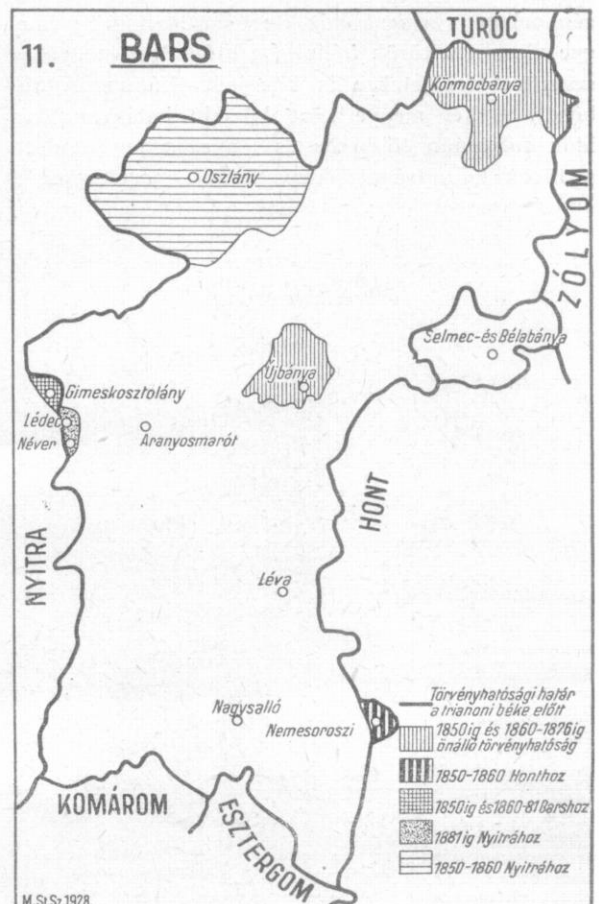 11. BARS
TURÓC
Körmöcbánya
Oszlány
ZÓLYOM
Selmec-és Bélabánya
Újbánya
Gimeskosztolány
Lédec
Néver
Aranyosmarót
HONT
NYITRA
Léva
Nagysalló
Nemesoroszi
KOMÁROM
ESZTERGOM
Törvényhatósági határ
a trianoni béke előtt
1850ig és 1860-1876ig
önálló törvényhatóság
1850-1860 Honthoz
1850ig és 1860-81 Barshoz
1881ig Nyitrához
1850-1860 Nyitrához
M. St. Sz. 1928.